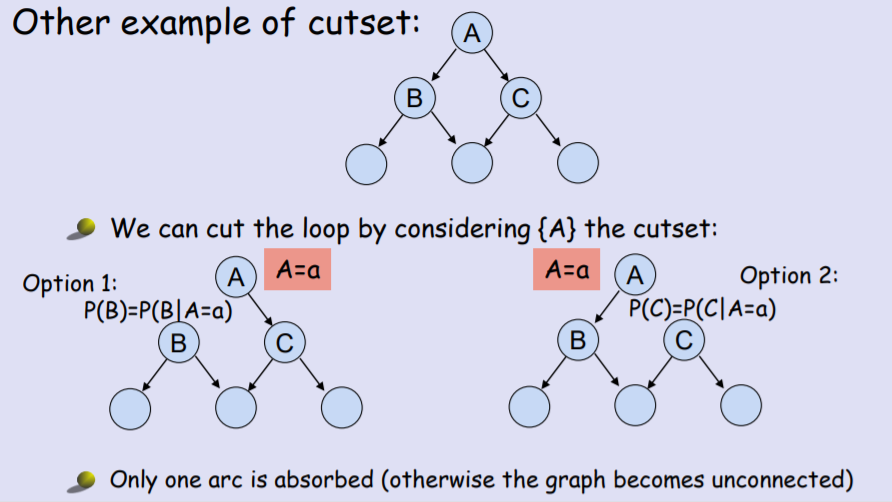 Other example of cutset:
A
B
C
We can cut the loop by considering {A} the cutset:
Option 1:
A
A=a
P(B)=P(B|A=a)
B
C
A=a
A
Option 2:
P(C)=P(C|A=a)
B
C
Only one arc is absorbed (otherwise the graph becomes unconnected)